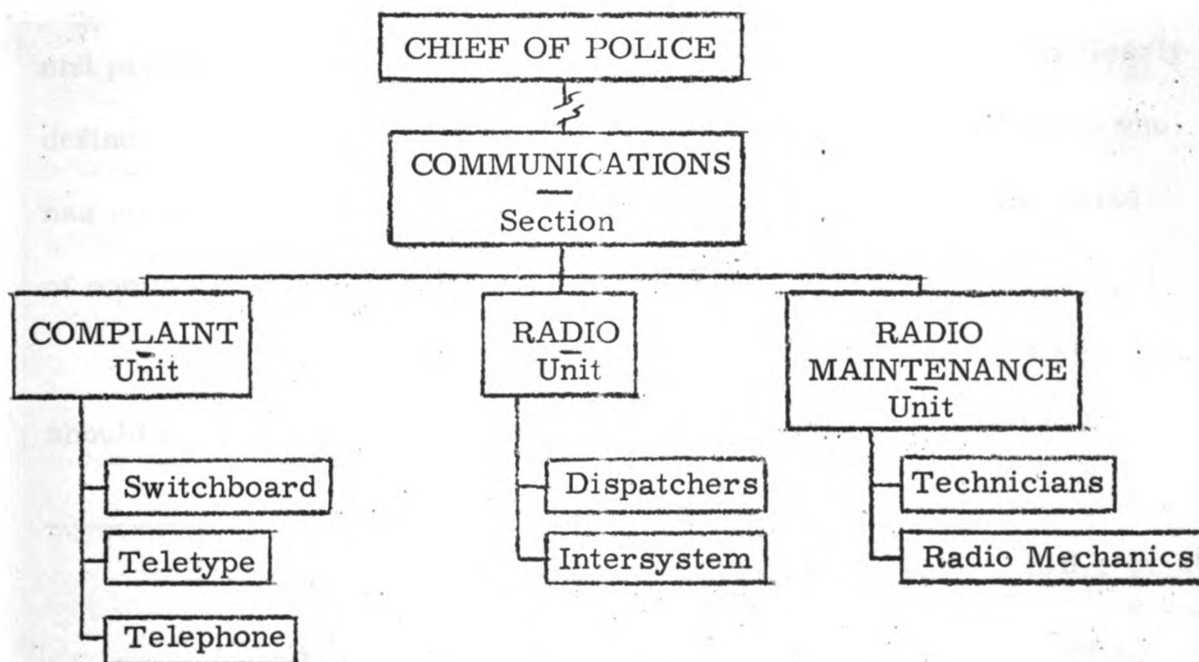 CHIEF OF POLICE
COMMUNICATIONS
Section
COMPLAINT
Unit
Switchboard
Teletype
Telephone
RADIO
Unit
Dispatchers
Intersystem
RADIO
MAINTENANCE
Unit
Technicians
Radio Mechanics